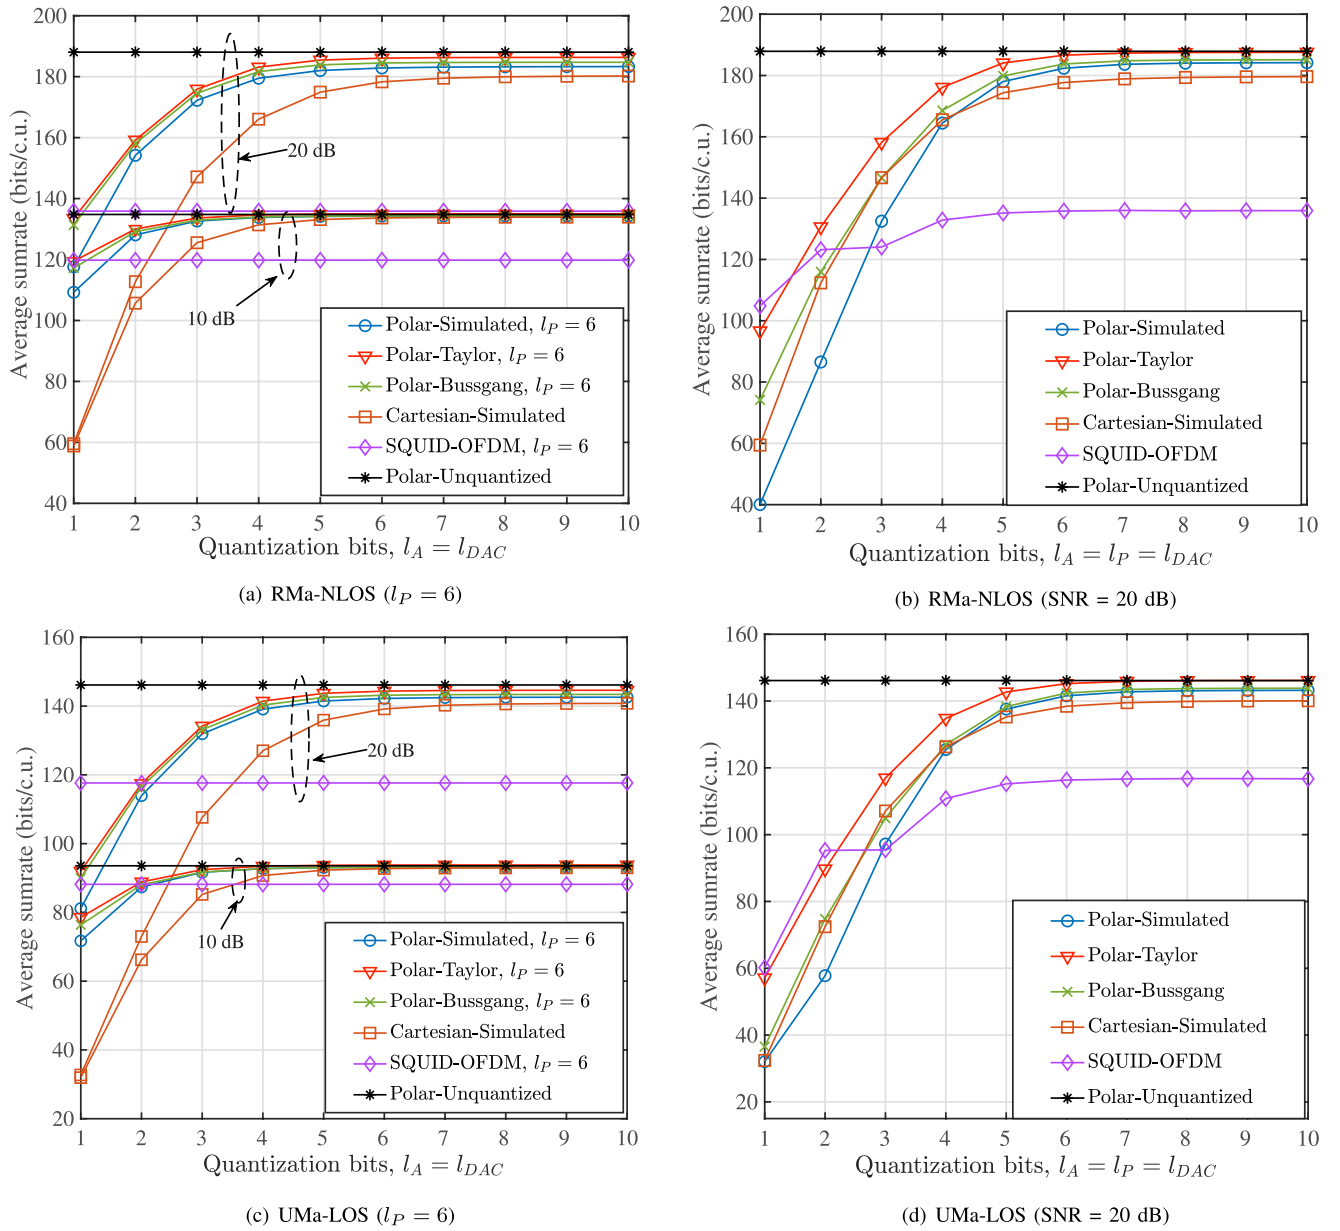 200
180
160
140
120
100
80
60
40
Average sumrate (bits/c.u.)
20 dB
10 dB
Polar-Simulated, l_P = 6
Polar-Taylor, l_P = 6
Polar-Bussgang, l_P = 6
Cartesian-Simulated
SQUID-OFDM, l_P = 6
Polar-Unquantized
1 2 3 4 5 6 7 8 9 10
Quantization bits, l_A = l_DAC
(a) RMa-NLOS (l_P = 6)
200
180
160
140
120
100
80
60
40
Average sumrate (bits/c.u.)
Polar-Simulated
Polar-Taylor
Polar-Bussgang
Cartesian-Simulated
SQUID-OFDM
Polar-Unquantized
1 2 3 4 5 6 7 8 9 10
Quantization bits, l_A = l_P = l_DAC
(b) RMa-NLOS (SNR = 20 dB)
160
140
120
100
80
60
40
20
Average sumrate (bits/c.u.)
20 dB
10 dB
Polar-Simulated, l_P = 6
Polar-Taylor, l_P = 6
Polar-Bussgang, l_P = 6
Cartesian-Simulated
SQUID-OFDM, l_P = 6
Polar-Unquantized
1 2 3 4 5 6 7 8 9 10
Quantization bits, l_A = l_DAC
(c) UMa-LOS (l_P = 6)
160
140
120
100
80
60
40
20
Average sumrate (bits/c.u.)
Polar-Simulated
Polar-Taylor
Polar-Bussgang
Cartesian-Simulated
SQUID-OFDM
Polar-Unquantized
1 2 3 4 5 6 7 8 9 10
Quantization bits, l_A = l_P = l_DAC
(d) UMa-LOS (SNR = 20 dB)